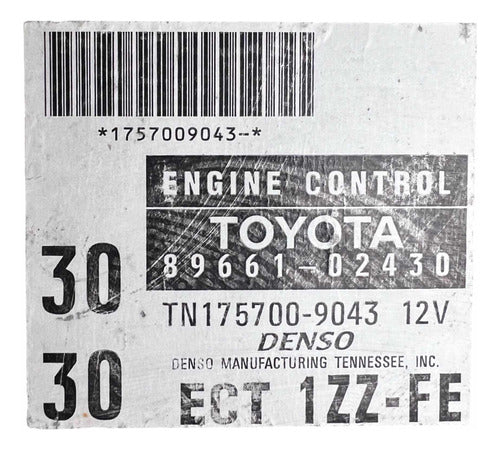 *1757009043-*
ENGINE CONTROL
TOYOTA
89661-02430
30
TN175700-9043 12V
DENSO
DENSO MANUFACTURING TENNESSEE, INC.
30
ECT 1ZZ-FE